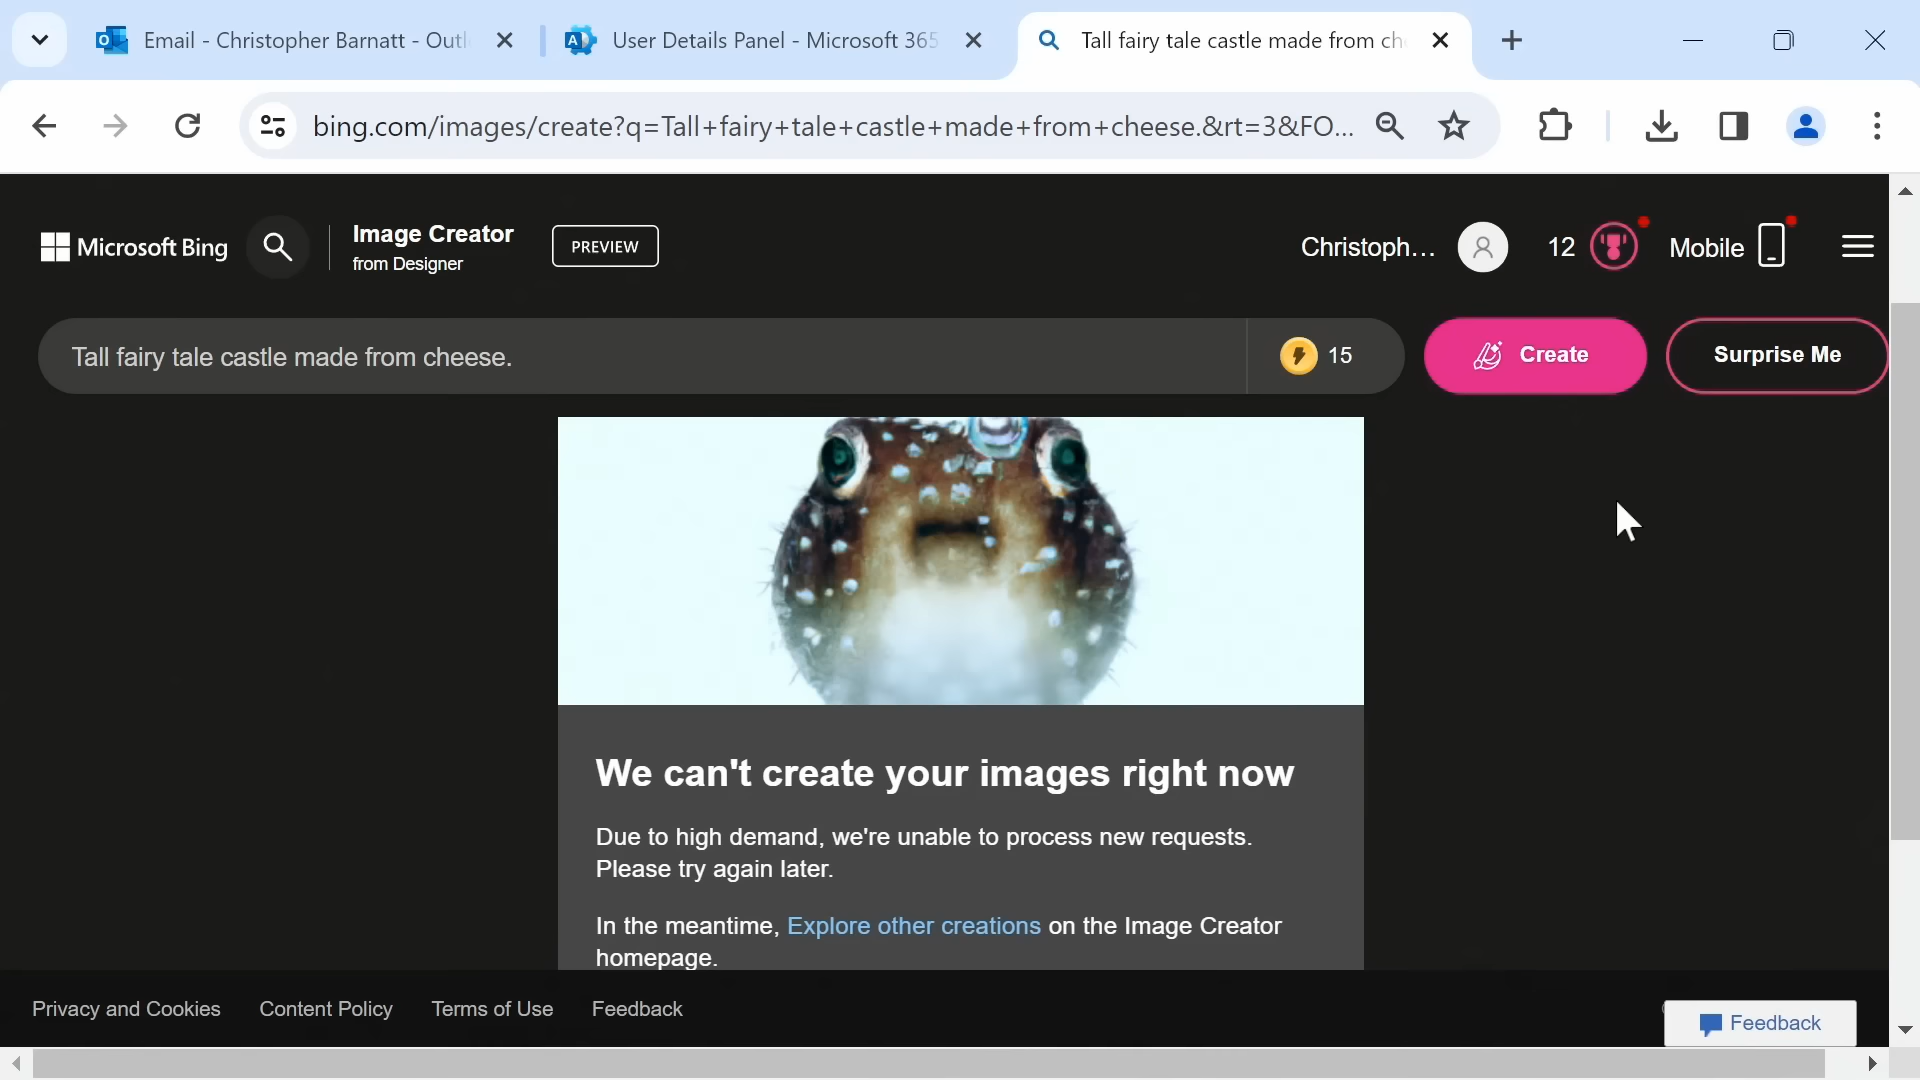 Email - Christopher Barnatt - Outl
User Details Panel - Microsoft 365
Tall fairy tale castle made from ch
bing.com/images/create?q=Tall+fairy+tale+castle+made+from+cheese.&rt=3&FO...
Microsoft Bing
Image Creator
from Designer
PREVIEW
Christoph...
12
Mobile
Tall fairy tale castle made from cheese.
15
Create
Surprise Me
We can't create your images right now
Due to high demand, we're unable to process new requests.
Please try again later.
In the meantime, Explore other creations on the Image Creator
homepage.
Privacy and Cookies
Content Policy
Terms of Use
Feedback
Feedback